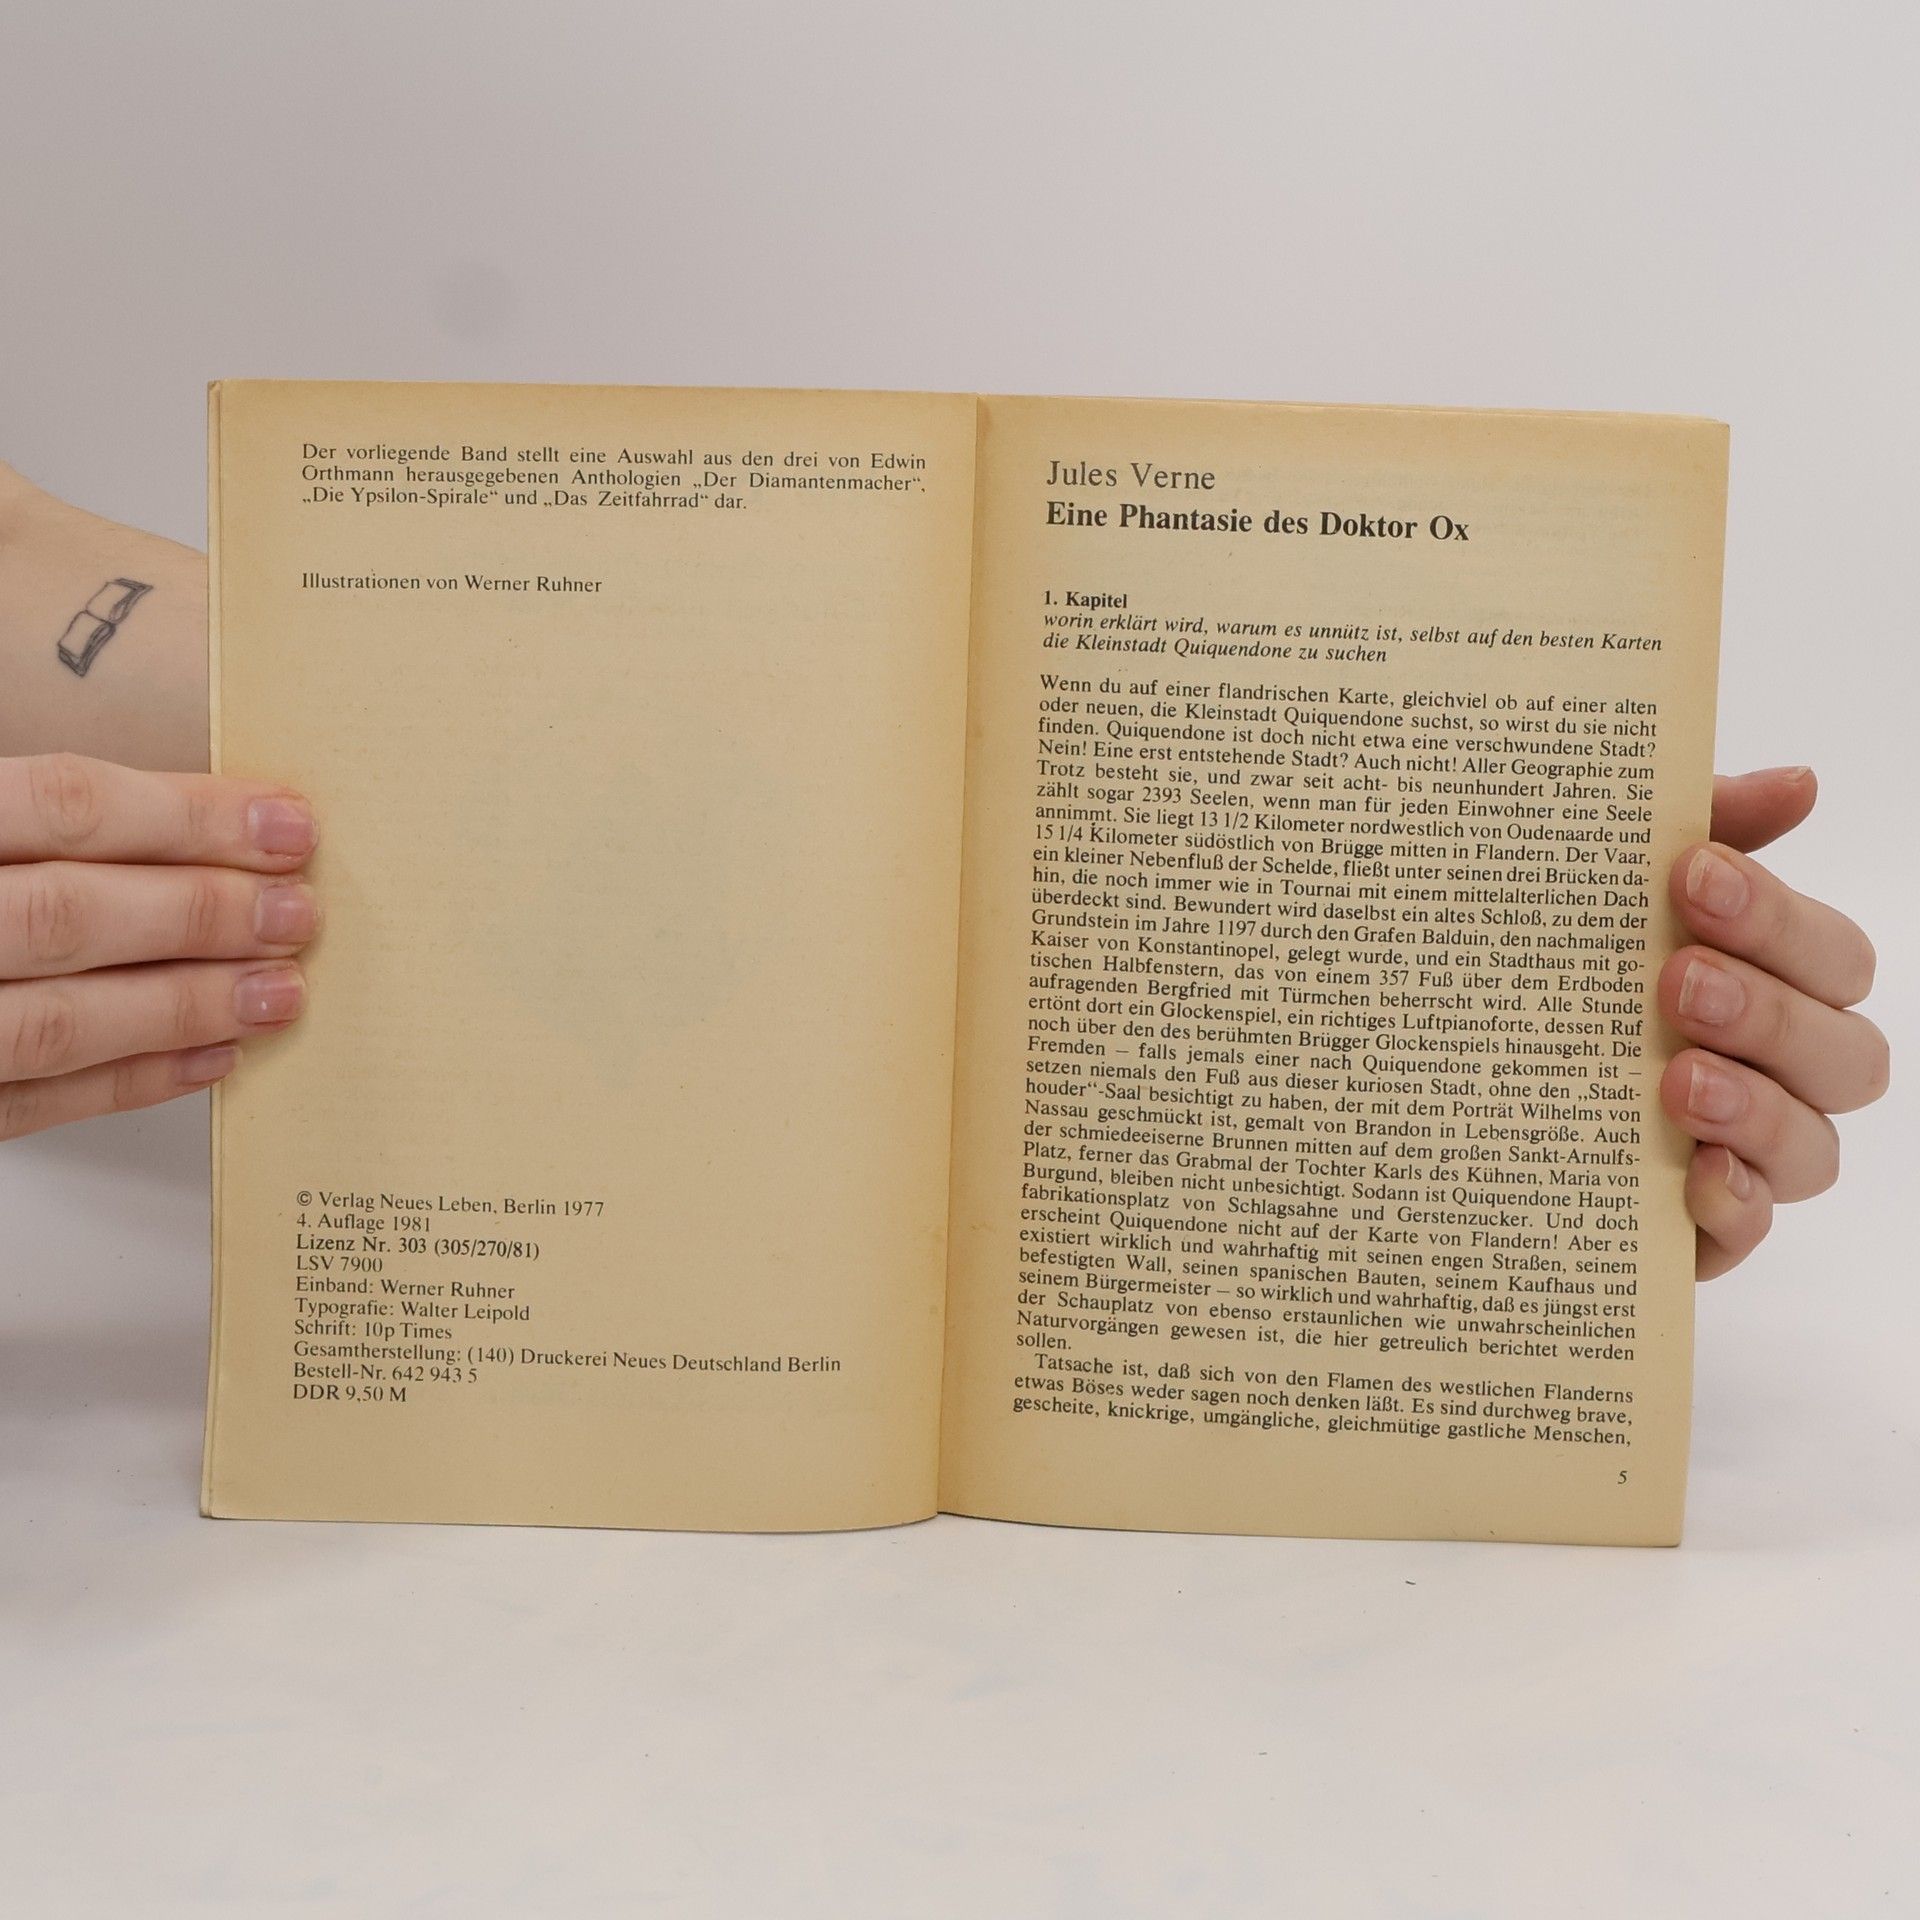 Der vorliegende Band stellt eine Auswahl aus den drei von Edwin
Orthmann herausgegebenen Anthologien „Der Diamantenmacher“,
„Die Ypsilon-Spirale“ und „Das Zeitfahrrad“ dar.
Illustrationen von Werner Ruhner
© Verlag Neues Leben, Berlin 1977
4. Auflage 1981
Lizenz Nr. 303 (305/270/81)
LSV 7900
Einband: Werner Ruhner
Typografie: Walter Leipold
Schrift: 10p Times
Gesamtherstellung: (140) Druckerei Neues Deutschland Berlin
Bestell-Nr. 642 943 5
DDR 9,50 M
Jules Verne
Eine Phantasie des Doktor Ox
1. Kapitel
worin erklärt wird, warum es unnütz ist, selbst auf den besten Karten
die Kleinstadt Quiquendone zu suchen
Wenn du auf einer flandrischen Karte, gleichviel ob auf einer alten
oder neuen, die Kleinstadt Quiquendone suchst, so wirst du sie nicht
finden. Quiquendone ist doch nicht etwa eine verschwundene Stadt?
Nein! Eine erst entstehende Stadt? Auch nicht! Aller Geographie zum
Trotz besteht sie, und zwar seit acht- bis neunhundert Jahren. Sie
zählt sogar 2393 Seelen, wenn man für jeden Einwohner eine Seele
annimmt. Sie liegt 13 1/2 Kilometer nordwestlich von Oudenaarde und
15 1/4 Kilometer südöstlich von Brügge mitten in Flandern. Der Vaar,
ein kleiner Nebenfluß der Schelde, fließt unter seinen drei Brücken da-
hin, die noch immer wie in Tournai mit einem mittelalterlichen Dach
überdeckt sind. Bewundert wird daselbst ein altes Schloß, zu dem der
Grundstein im Jahre 1197 durch den Grafen Balduin, den nachmaligen
Kaiser von Konstantinopel, gelegt wurde, und ein Stadthaus mit go-
tischen Halbfenstern, das von einem 357 Fuß über dem Erdboden
aufragenden Bergfried mit Türmchen beherrscht wird. Alle Stunde
ertönt dort ein Glockenspiel, ein richtiges Luftpianoforte, dessen Ruf
noch über den des berühmten Brügger Glockenspiels hinausgeht. Die
Fremden – falls jemals einer nach Quiquendone gekommen ist –
setzen niemals den Fuß aus dieser kuriosen Stadt, ohne den „Stadt-
houder“-Saal besichtigt zu haben, der mit dem Porträt Wilhelms von
Nassau geschmückt ist, gemalt von Brandon in Lebensgröße. Auch
der schmiedeeiserne Brunnen mitten auf dem großen Sankt-Arnulfs-
Platz, ferner das Grabmal der Tochter Karls des Kühnen, Maria von
Burgund, bleiben nicht unbesichtigt. Sodann ist Quiquendone Haupt-
fabrikationsplatz von Schlagsahne und Gerstenzucker. Und doch
erscheint Quiquendone nicht auf der Karte von Flandern! Aber es
existiert wirklich und wahrhaftig mit seinen engen Straßen, seinem
befestigten Wall, seinen spanischen Bauten, seinem Kaufhaus und
seinem Bürgermeister – so wirklich und wahrhaftig, daß es jüngst erst
der Schauplatz von ebenso erstaunlichen wie unwahrscheinlichen
Naturvorgängen gewesen ist, die hier getreulich berichtet werden
sollen.
Tatsache ist, daß sich von den Flamen des westlichen Flanderns
etwas Böses weder sagen noch denken läßt. Es sind durchweg brave,
gescheite, knickrige, umgängliche, gleichmütige gastliche Menschen,
5